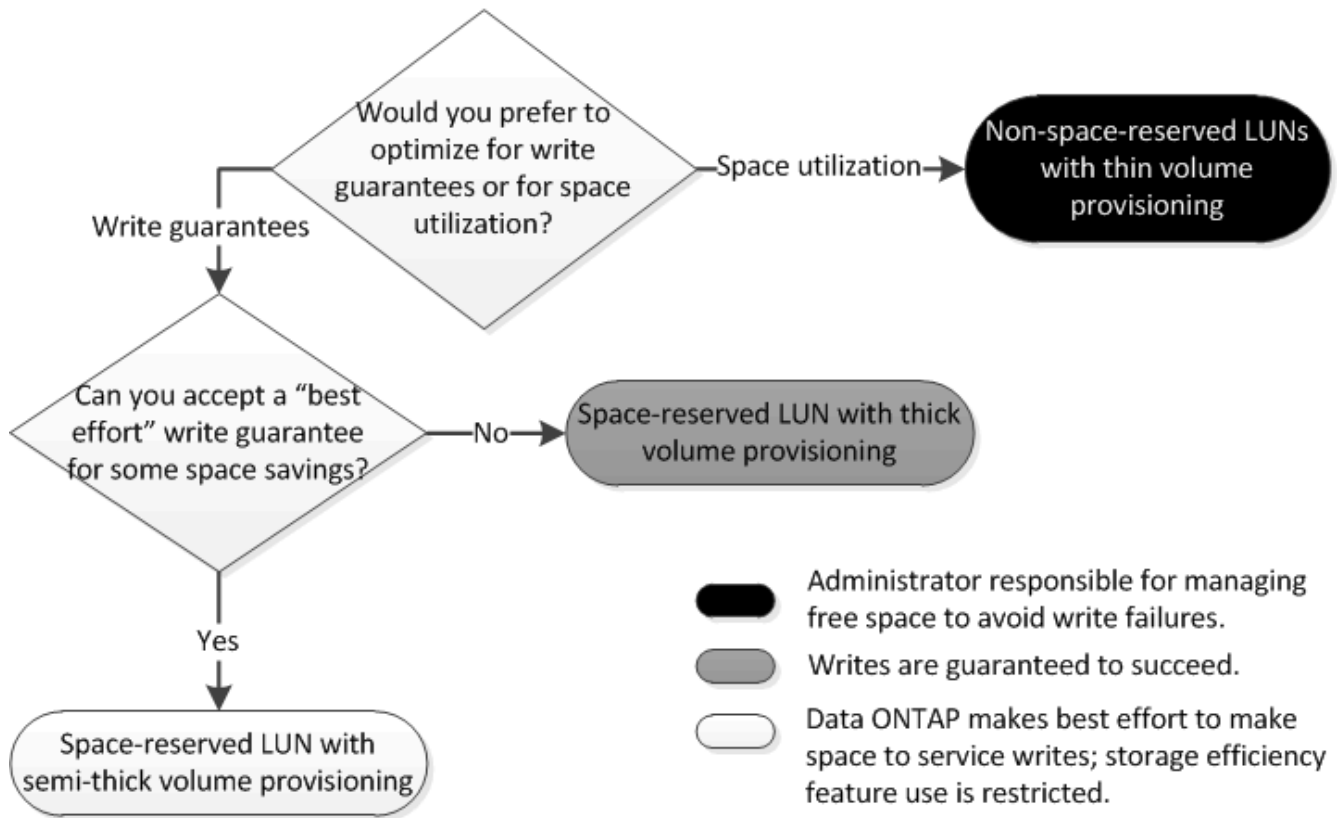 Would you prefer to
optimize for write
guarantees or for space
utilization?
Space utilization
Non-space-reserved LUNs
with thin volume
provisioning
Write guarantees
Can you accept a “best
effort” write guarantee
for some space savings?
No
Space-reserved LUN with thick
volume provisioning
Yes
Space-reserved LUN with
semi-thick volume provisioning
Administrator responsible for managing
free space to avoid write failures.
Writes are guaranteed to succeed.
Data ONTAP makes best effort to make
space to service writes; storage efficiency
feature use is restricted.